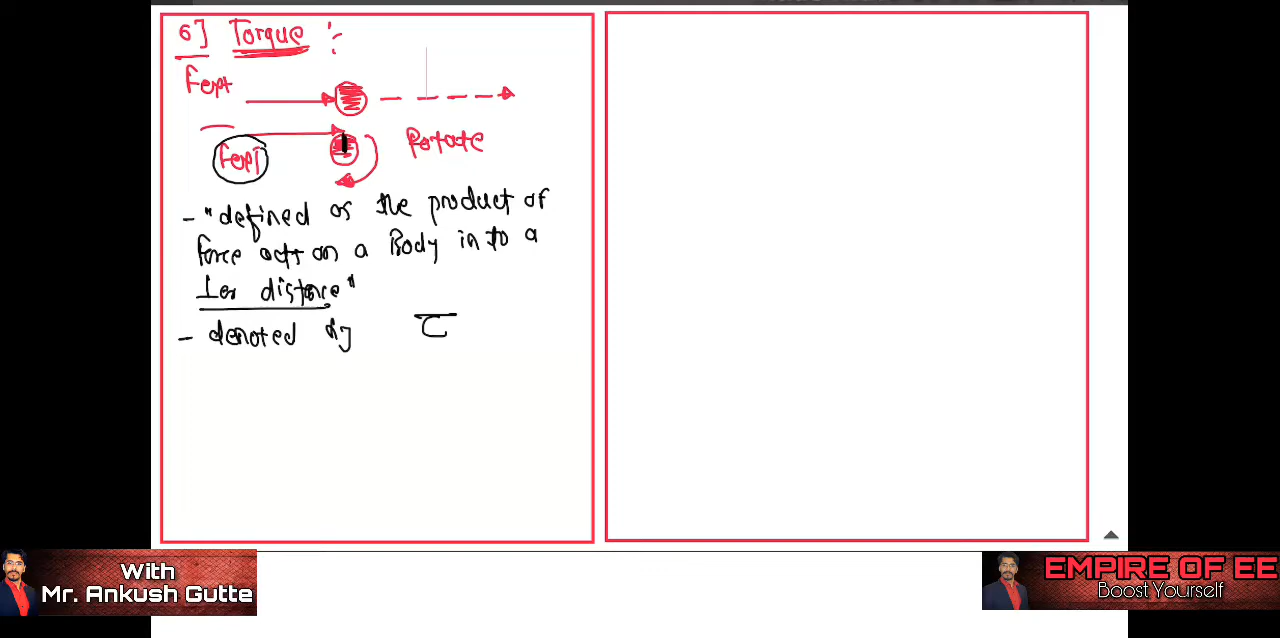 6] Torque :-
Fext
Fext Rotate
- "defined as the product of
force acts on a Body in to a
⊥er distance"
- denoted by τ
With
Mr. Ankush Gutte
EMPIRE OF EE
Boost Yourself